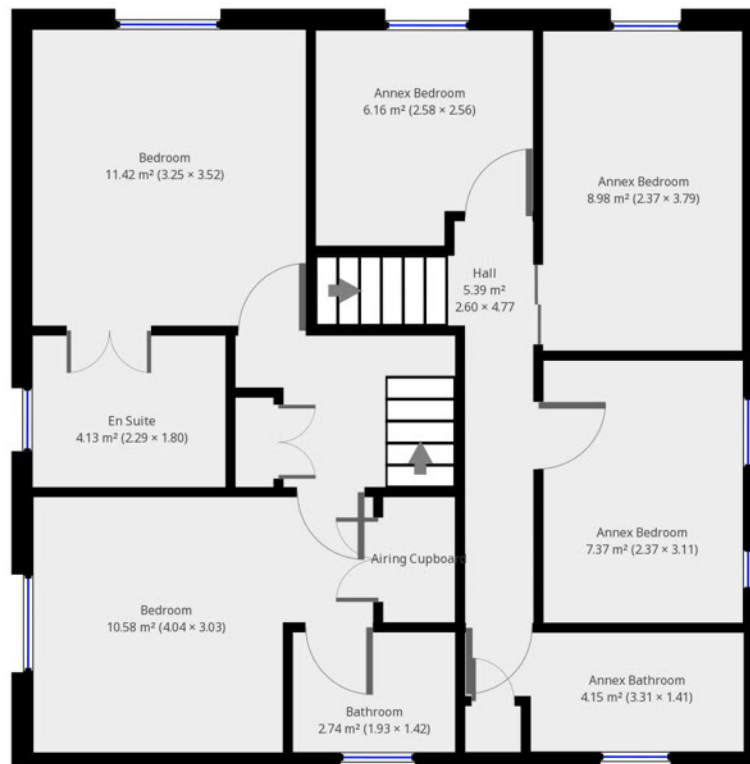 Bedroom
11.42 m² (3.25 × 3.52)
Annex Bedroom
6.16 m² (2.58 × 2.56)
Annex Bedroom
8.98 m² (2.37 × 3.79)
Hall
5.39 m²
2.60 × 4.77
En Suite
4.13 m² (2.29 × 1.80)
Airing Cupboard
Annex Bedroom
7.37 m² (2.37 × 3.11)
Bedroom
10.58 m² (4.04 × 3.03)
Bathroom
2.74 m² (1.93 × 1.42)
Annex Bathroom
4.15 m² (3.31 × 1.41)